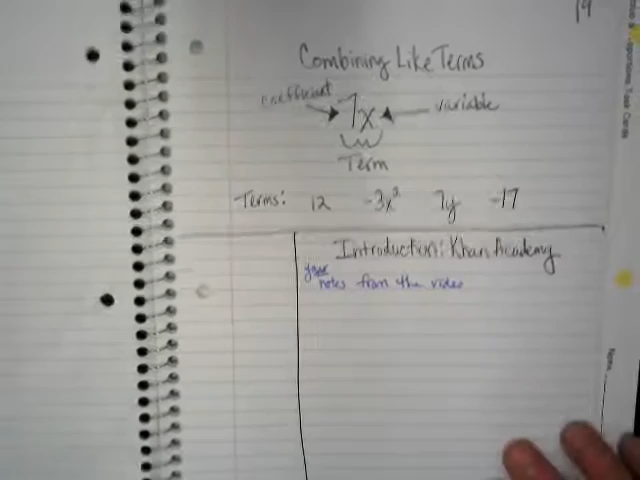 19
Combining Like Terms
coefficient
7x
variable
Term
Terms: 12 -3x² 7y -17
Introduction: Khan Academy
your
notes from the video